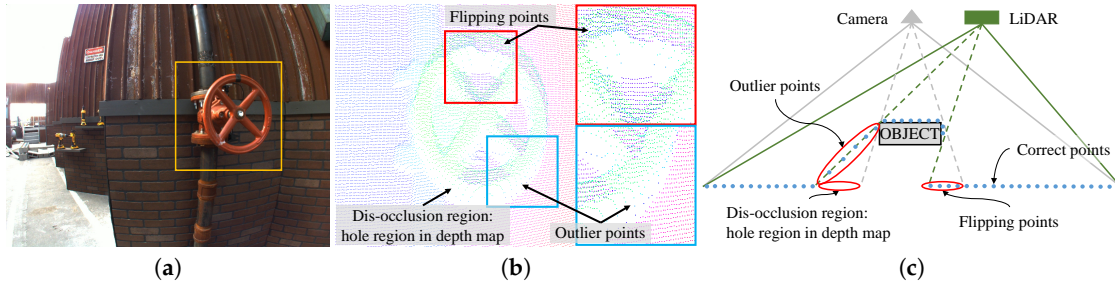 Flipping points
Dis-occlusion region:
hole region in depth map
Outlier points
Camera
LiDAR
Outlier points
OBJECT
Correct points
Dis-occlusion region:
hole region in depth map
Flipping points
(a)
(b)
(c)